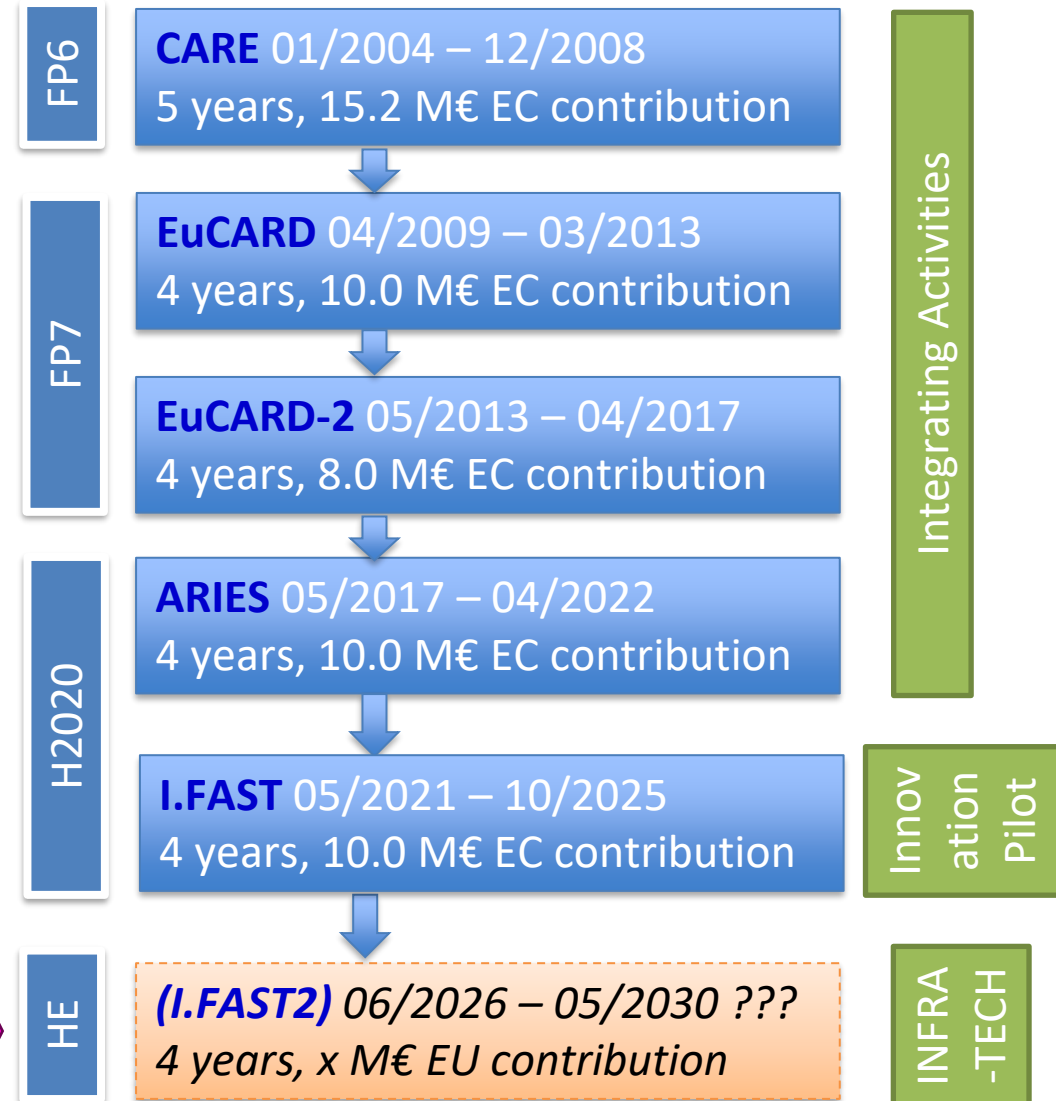 FP6
CARE 01/2004 – 12/2008
5 years, 15.2 M€ EC contribution
Integrating Activities
FP7
EuCARD 04/2009 – 03/2013
4 years, 10.0 M€ EC contribution
EuCARD-2 05/2013 – 04/2017
4 years, 8.0 M€ EC contribution
H2020
ARIES 05/2017 – 04/2022
4 years, 10.0 M€ EC contribution
I.FAST 05/2021 – 10/2025
4 years, 10.0 M€ EC contribution
Innov
ation
Pilot
HE
(I.FAST2) 06/2026 – 05/2030 ???
4 years, x M€ EU contribution
INFRA
-TECH